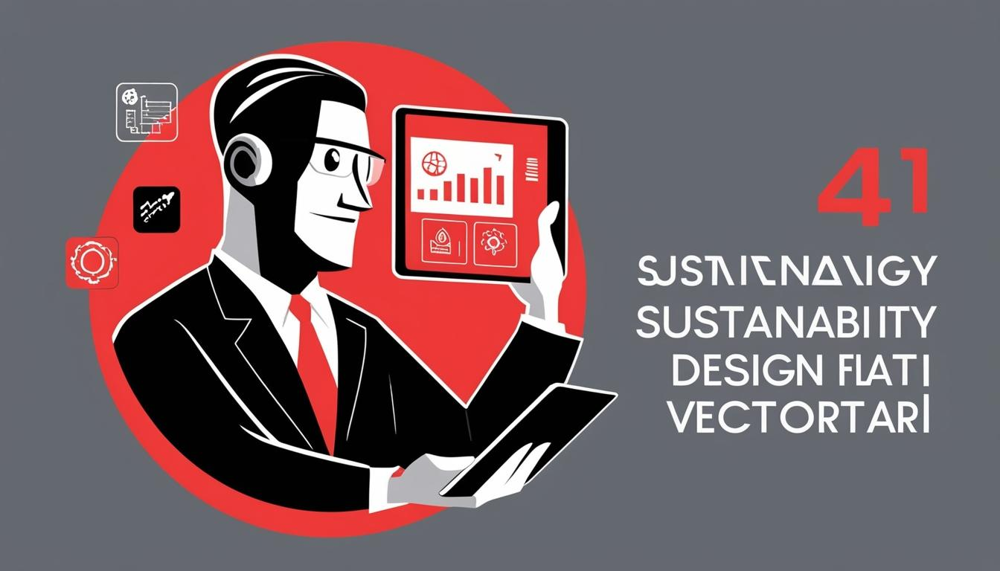 41
SUSTANABIITY
DESIGN FLATI
VECTORTARI